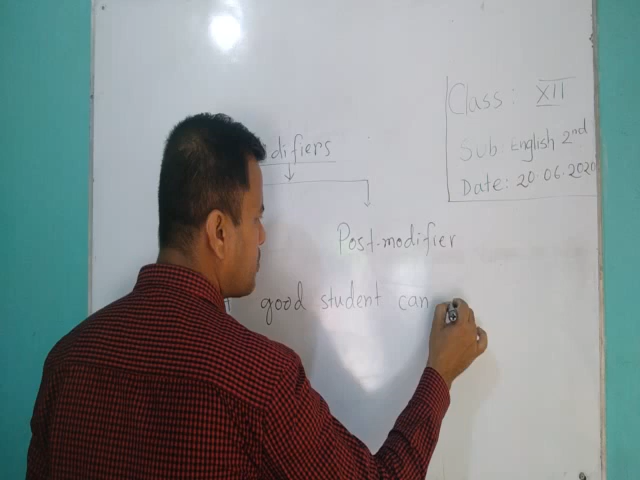 difiers
Class: XII
Sub: English 2nd
Date: 20.06.2020
Post-modifier
good student can